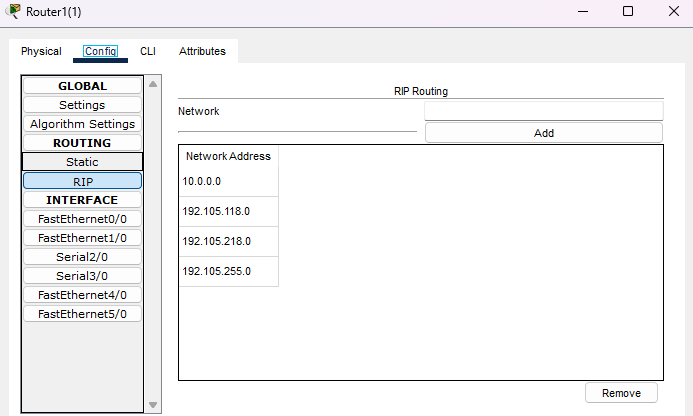 Router1(1)
Physical Config CLI Attributes
GLOBAL
Settings
Algorithm Settings
ROUTING
Static
RIP
INTERFACE
FastEthernet0/0
FastEthernet1/0
Serial2/0
Serial3/0
FastEthernet4/0
FastEthernet5/0
RIP Routing
Network
Add
Network Address
10.0.0.0
192.105.118.0
192.105.218.0
192.105.255.0
Remove